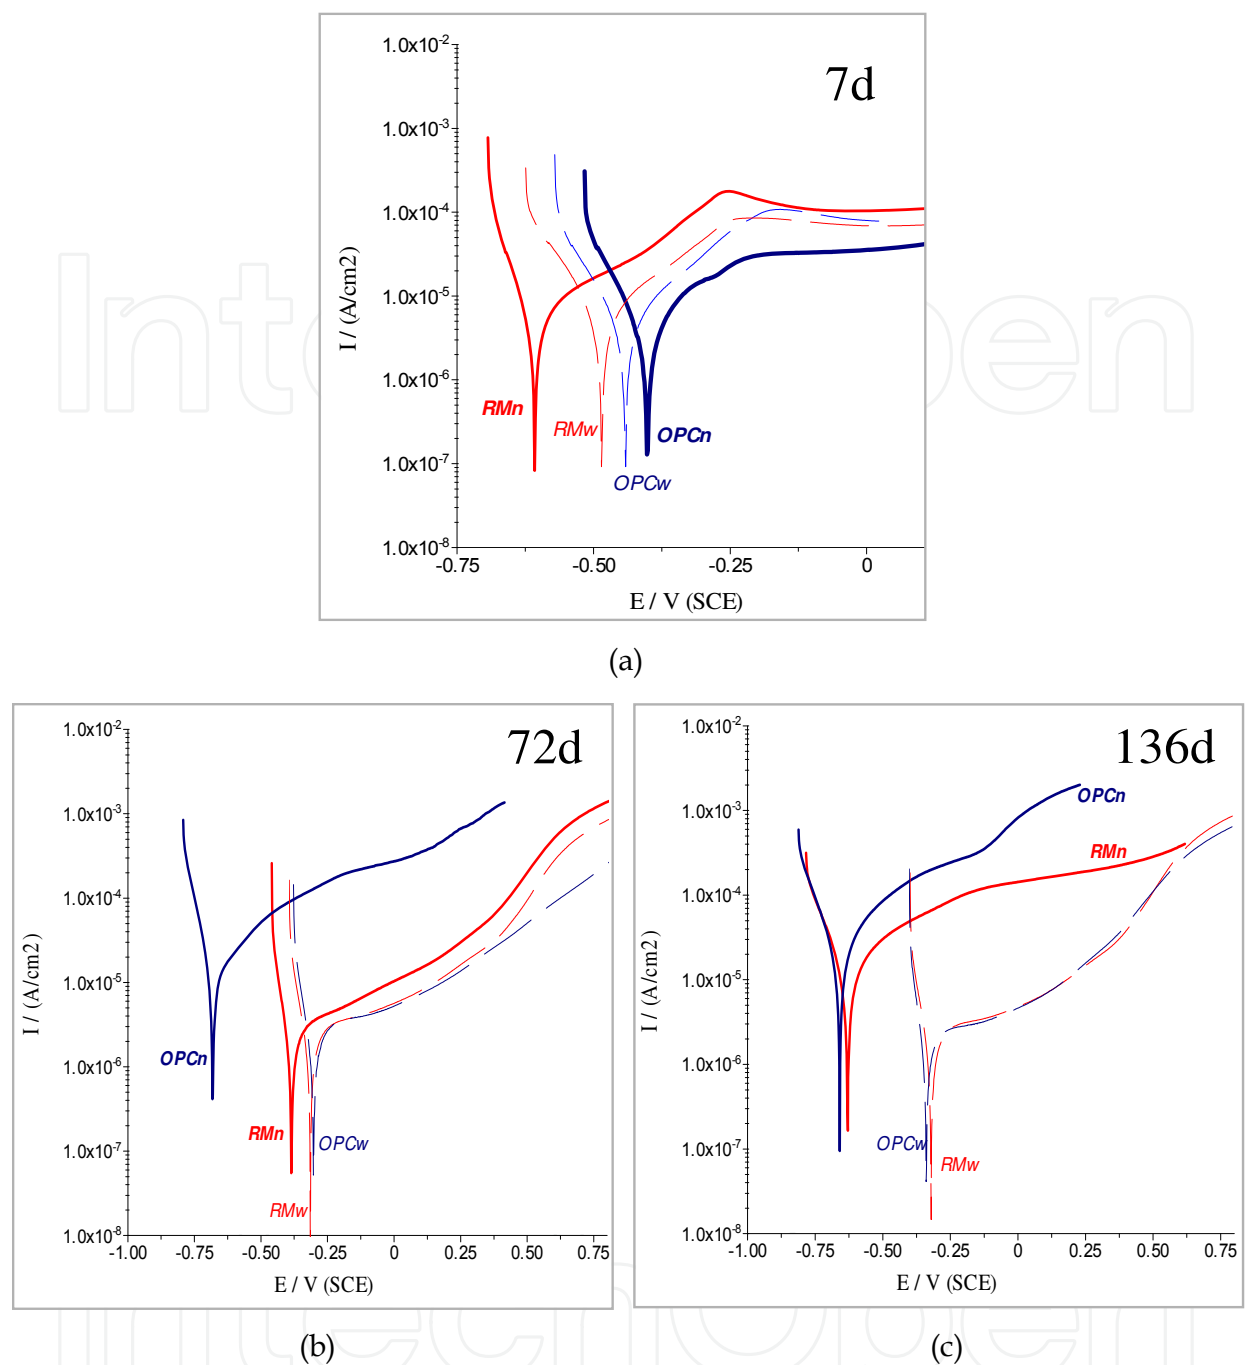 7d
1.0x10-2
1.0x10-3
1.0x10-4
1.0x10-5
1.0x10-6
1.0x10-7
1.0x10-8
I / (A/cm2)
RMn
RMw
OPCn
OPCw
-0.75 -0.50 -0.25 0
E / V (SCE)
(a)
72d
1.0x10-2
1.0x10-3
1.0x10-4
1.0x10-5
1.0x10-6
1.0x10-7
1.0x10-8
I / (A/cm2)
OPCn
RMn
OPCw
RMw
-1.00 -0.75 -0.50 -0.25 0 0.25 0.50 0.75
E / V (SCE)
(b)
136d
1.0x10-2
1.0x10-3
1.0x10-4
1.0x10-5
1.0x10-6
1.0x10-7
1.0x10-8
I / (A/cm2)
OPCn
RMn
OPCw
RMw
-1.00 -0.75 -0.50 -0.25 0 0.25 0.50 0.75
E / V (SCE)
(c)
IntechOpen
IntechOpen